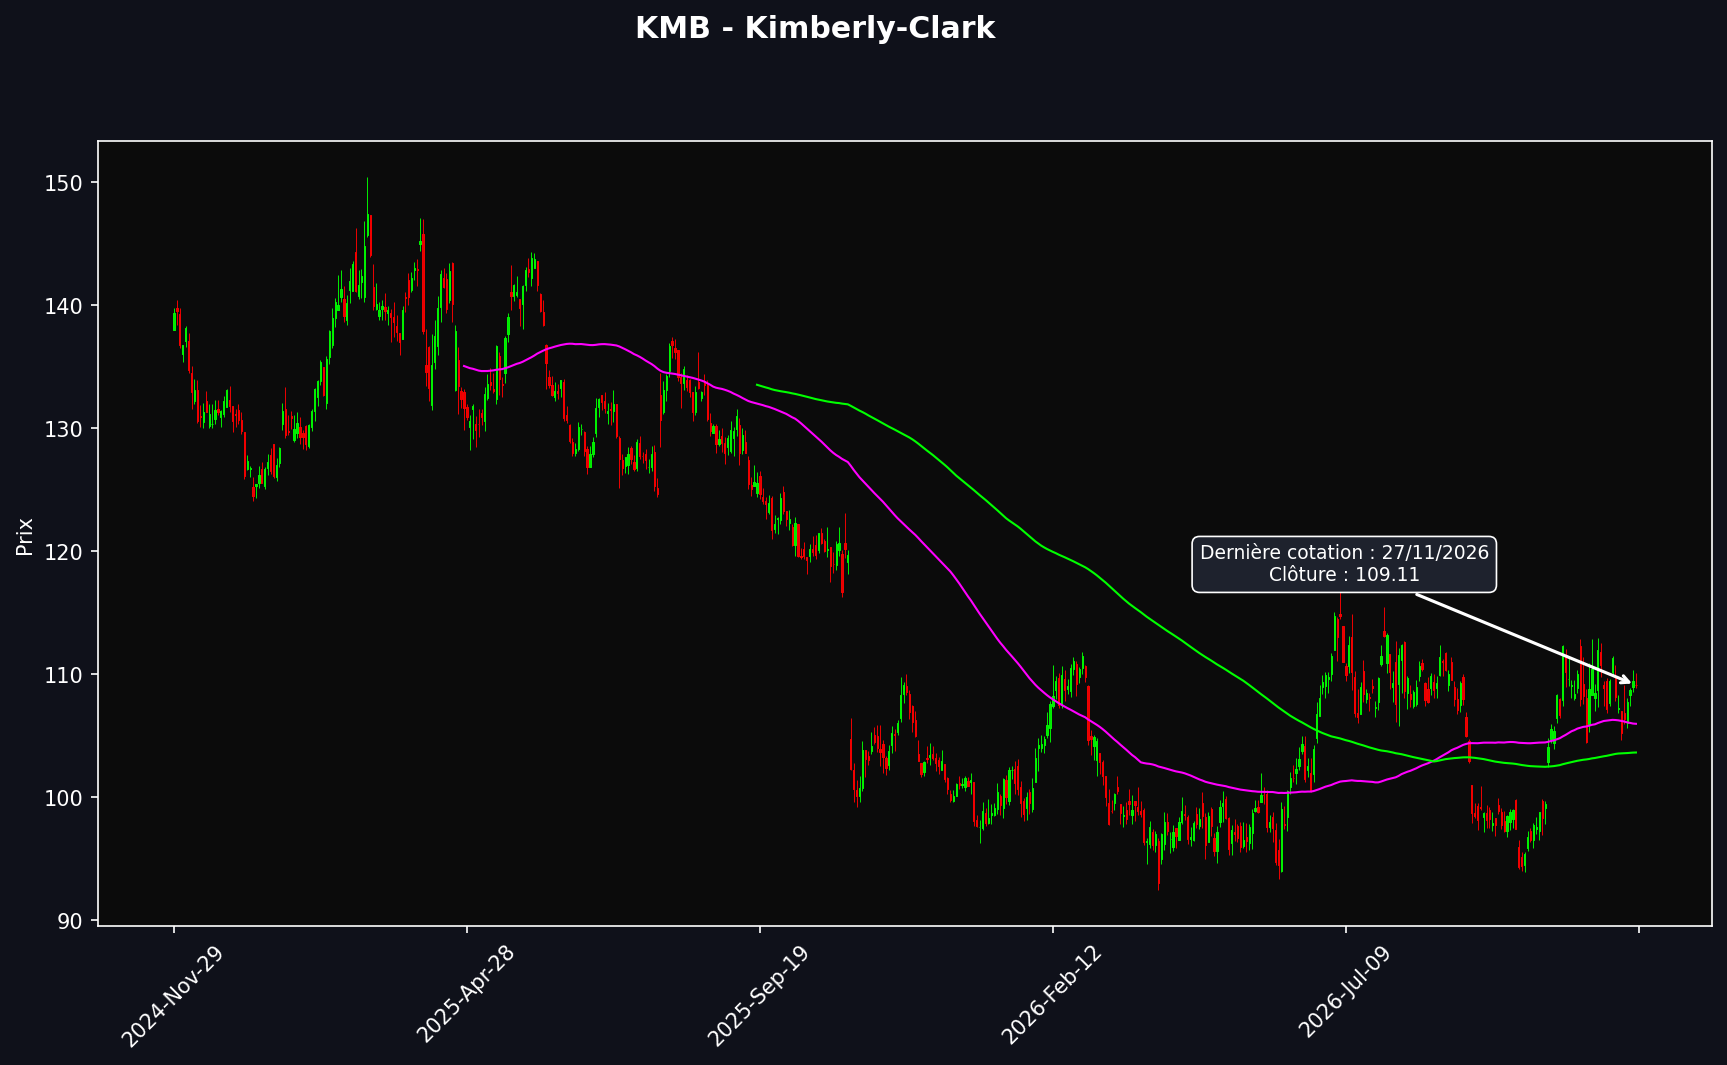 KMB - Kimberly-Clark
Prix
150
140
130
120
110
100
90
Dernière cotation : 27/11/2026
Clôture : 109.11
2024-Nov-29
2025-Apr-28
2025-Sep-19
2026-Feb-12
2026-Jul-09